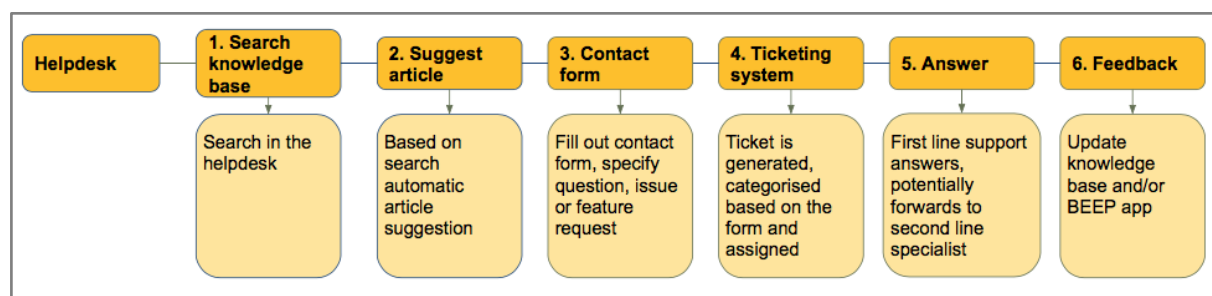 Helpdesk
1. Search
knowledge
base
2. Suggest
article
3. Contact
form
4. Ticketing
system
5. Answer
6. Feedback
Search in the
helpdesk
Based on
search
automatic
article
suggestion
Fill out contact
form, specify
question, issue
or feature
request
Ticket is
generated,
categorised
based on the
form and
assigned
First line support
answers,
potentially
forwards to
second line
specialist
Update
knowledge
base and/or
BEEP app